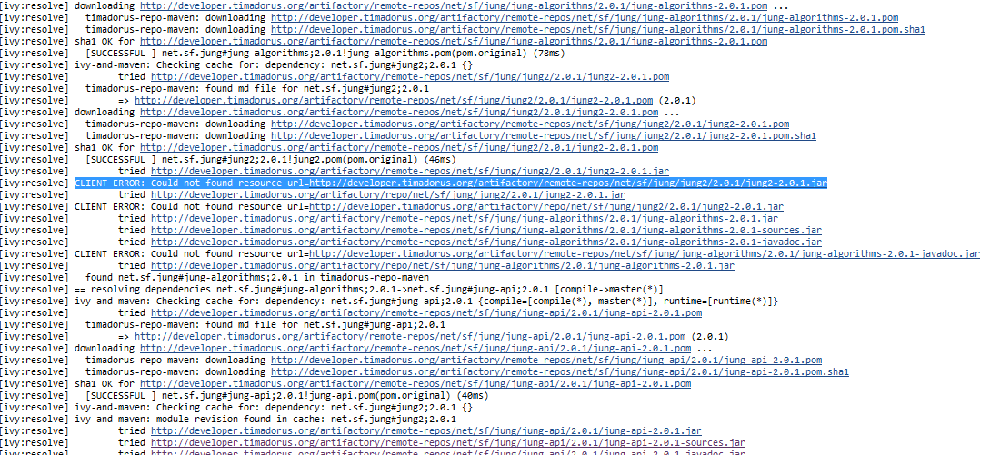 [ivy:resolve] downloading http://developer.timadorus.org/artifactory/remote-repos/net/sf/jung/jung-algorithms/2.0.1/jung-algorithms-2.0.1.pom ...
[ivy:resolve] timadorus-repo-maven: downloading http://developer.timadorus.org/artifactory/remote-repos/net/sf/jung/jung-algorithms/2.0.1/jung-algorithms-2.0.1.pom
[ivy:resolve] timadorus-repo-maven: downloading http://developer.timadorus.org/artifactory/remote-repos/net/sf/jung/jung-algorithms/2.0.1/jung-algorithms-2.0.1.pom.sha1
[ivy:resolve] sha1 OK for http://developer.timadorus.org/artifactory/remote-repos/net/sf/jung/jung-algorithms/2.0.1/jung-algorithms-2.0.1.pom
[ivy:resolve] [SUCCESSFUL ] net.sf.jung#jung-algorithms;2.0.1!jung-algorithms.pom(pom.original) (78ms)
[ivy:resolve] ivy-and-maven: Checking cache for: dependency: net.sf.jung#jung2;2.0.1 {}
[ivy:resolve] tried http://developer.timadorus.org/artifactory/remote-repos/net/sf/jung/jung2/2.0.1/jung2-2.0.1.pom
[ivy:resolve] timadorus-repo-maven: found md file for net.sf.jung#jung2;2.0.1
[ivy:resolve] => http://developer.timadorus.org/artifactory/remote-repos/net/sf/jung/jung2/2.0.1/jung2-2.0.1.pom (2.0.1)
[ivy:resolve] downloading http://developer.timadorus.org/artifactory/remote-repos/net/sf/jung/jung2/2.0.1/jung2-2.0.1.pom ...
[ivy:resolve] timadorus-repo-maven: downloading http://developer.timadorus.org/artifactory/remote-repos/net/sf/jung/jung2/2.0.1/jung2-2.0.1.pom
[ivy:resolve] timadorus-repo-maven: downloading http://developer.timadorus.org/artifactory/remote-repos/net/sf/jung/jung2/2.0.1/jung2-2.0.1.pom.sha1
[ivy:resolve] sha1 OK for http://developer.timadorus.org/artifactory/remote-repos/net/sf/jung/jung2/2.0.1/jung2-2.0.1.pom
[ivy:resolve] [SUCCESSFUL ] net.sf.jung#jung2;2.0.1!jung2.pom(pom.original) (46ms)
[ivy:resolve] tried http://developer.timadorus.org/artifactory/remote-repos/net/sf/jung/jung2/2.0.1/jung2-2.0.1.jar
[ivy:resolve] CLIENT ERROR: Could not found resource url=http://developer.timadorus.org/artifactory/remote-repos/net/sf/jung/jung2/2.0.1/jung2-2.0.1.jar
[ivy:resolve] tried http://developer.timadorus.org/artifactory/repo/net/sf/jung/jung2/2.0.1/jung2-2.0.1.jar
[ivy:resolve] CLIENT ERROR: Could not found resource url=http://developer.timadorus.org/artifactory/repo/net/sf/jung/jung2/2.0.1/jung2-2.0.1.jar
[ivy:resolve] tried http://developer.timadorus.org/artifactory/remote-repos/net/sf/jung/jung-algorithms/2.0.1/jung-algorithms-2.0.1.jar
[ivy:resolve] tried http://developer.timadorus.org/artifactory/remote-repos/net/sf/jung/jung-algorithms/2.0.1/jung-algorithms-2.0.1-sources.jar
[ivy:resolve] tried http://developer.timadorus.org/artifactory/remote-repos/net/sf/jung/jung-algorithms/2.0.1/jung-algorithms-2.0.1-javadoc.jar
[ivy:resolve] CLIENT ERROR: Could not found resource url=http://developer.timadorus.org/artifactory/remote-repos/net/sf/jung/jung-algorithms/2.0.1/jung-algorithms-2.0.1-javadoc.jar
[ivy:resolve] tried http://developer.timadorus.org/artifactory/repo/net/sf/jung/jung-algorithms/2.0.1/jung-algorithms-2.0.1.jar
[ivy:resolve] found net.sf.jung#jung-algorithms;2.0.1 in timadorus-repo-maven
[ivy:resolve] == resolving dependencies net.sf.jung#jung-algorithms;2.0.1->net.sf.jung#jung-api;2.0.1 [compile->master(*)]
[ivy:resolve] ivy-and-maven: Checking cache for: dependency: net.sf.jung#jung-api;2.0.1 {compile=[compile(*), master(*)], runtime=[runtime(*)]}
[ivy:resolve] tried http://developer.timadorus.org/artifactory/remote-repos/net/sf/jung/jung-api/2.0.1/jung-api-2.0.1.pom
[ivy:resolve] timadorus-repo-maven: found md file for net.sf.jung#jung-api;2.0.1
[ivy:resolve] => http://developer.timadorus.org/artifactory/remote-repos/net/sf/jung/jung-api/2.0.1/jung-api-2.0.1.pom (2.0.1)
[ivy:resolve] downloading http://developer.timadorus.org/artifactory/remote-repos/net/sf/jung/jung-api/2.0.1/jung-api-2.0.1.pom ...
[ivy:resolve] timadorus-repo-maven: downloading http://developer.timadorus.org/artifactory/remote-repos/net/sf/jung/jung-api/2.0.1/jung-api-2.0.1.pom
[ivy:resolve] timadorus-repo-maven: downloading http://developer.timadorus.org/artifactory/remote-repos/net/sf/jung/jung-api/2.0.1/jung-api-2.0.1.pom.sha1
[ivy:resolve] sha1 OK for http://developer.timadorus.org/artifactory/remote-repos/net/sf/jung/jung-api/2.0.1/jung-api-2.0.1.pom
[ivy:resolve] [SUCCESSFUL ] net.sf.jung#jung-api;2.0.1!jung-api.pom(pom.original) (40ms)
[ivy:resolve] ivy-and-maven: Checking cache for: dependency: net.sf.jung#jung2;2.0.1 {}
[ivy:resolve] ivy-and-maven: module revision found in cache: net.sf.jung#jung2;2.0.1
[ivy:resolve] tried http://developer.timadorus.org/artifactory/remote-repos/net/sf/jung/jung-api/2.0.1/jung-api-2.0.1.jar
[ivy:resolve] tried http://developer.timadorus.org/artifactory/remote-repos/net/sf/jung/jung-api/2.0.1/jung-api-2.0.1-sources.jar
[ivy:resolve] tried http://developer.timadorus.org/artifactory/remote-repos/net/sf/jung/jung-api/2.0.1/jung-api-2.0.1-javadoc.jar